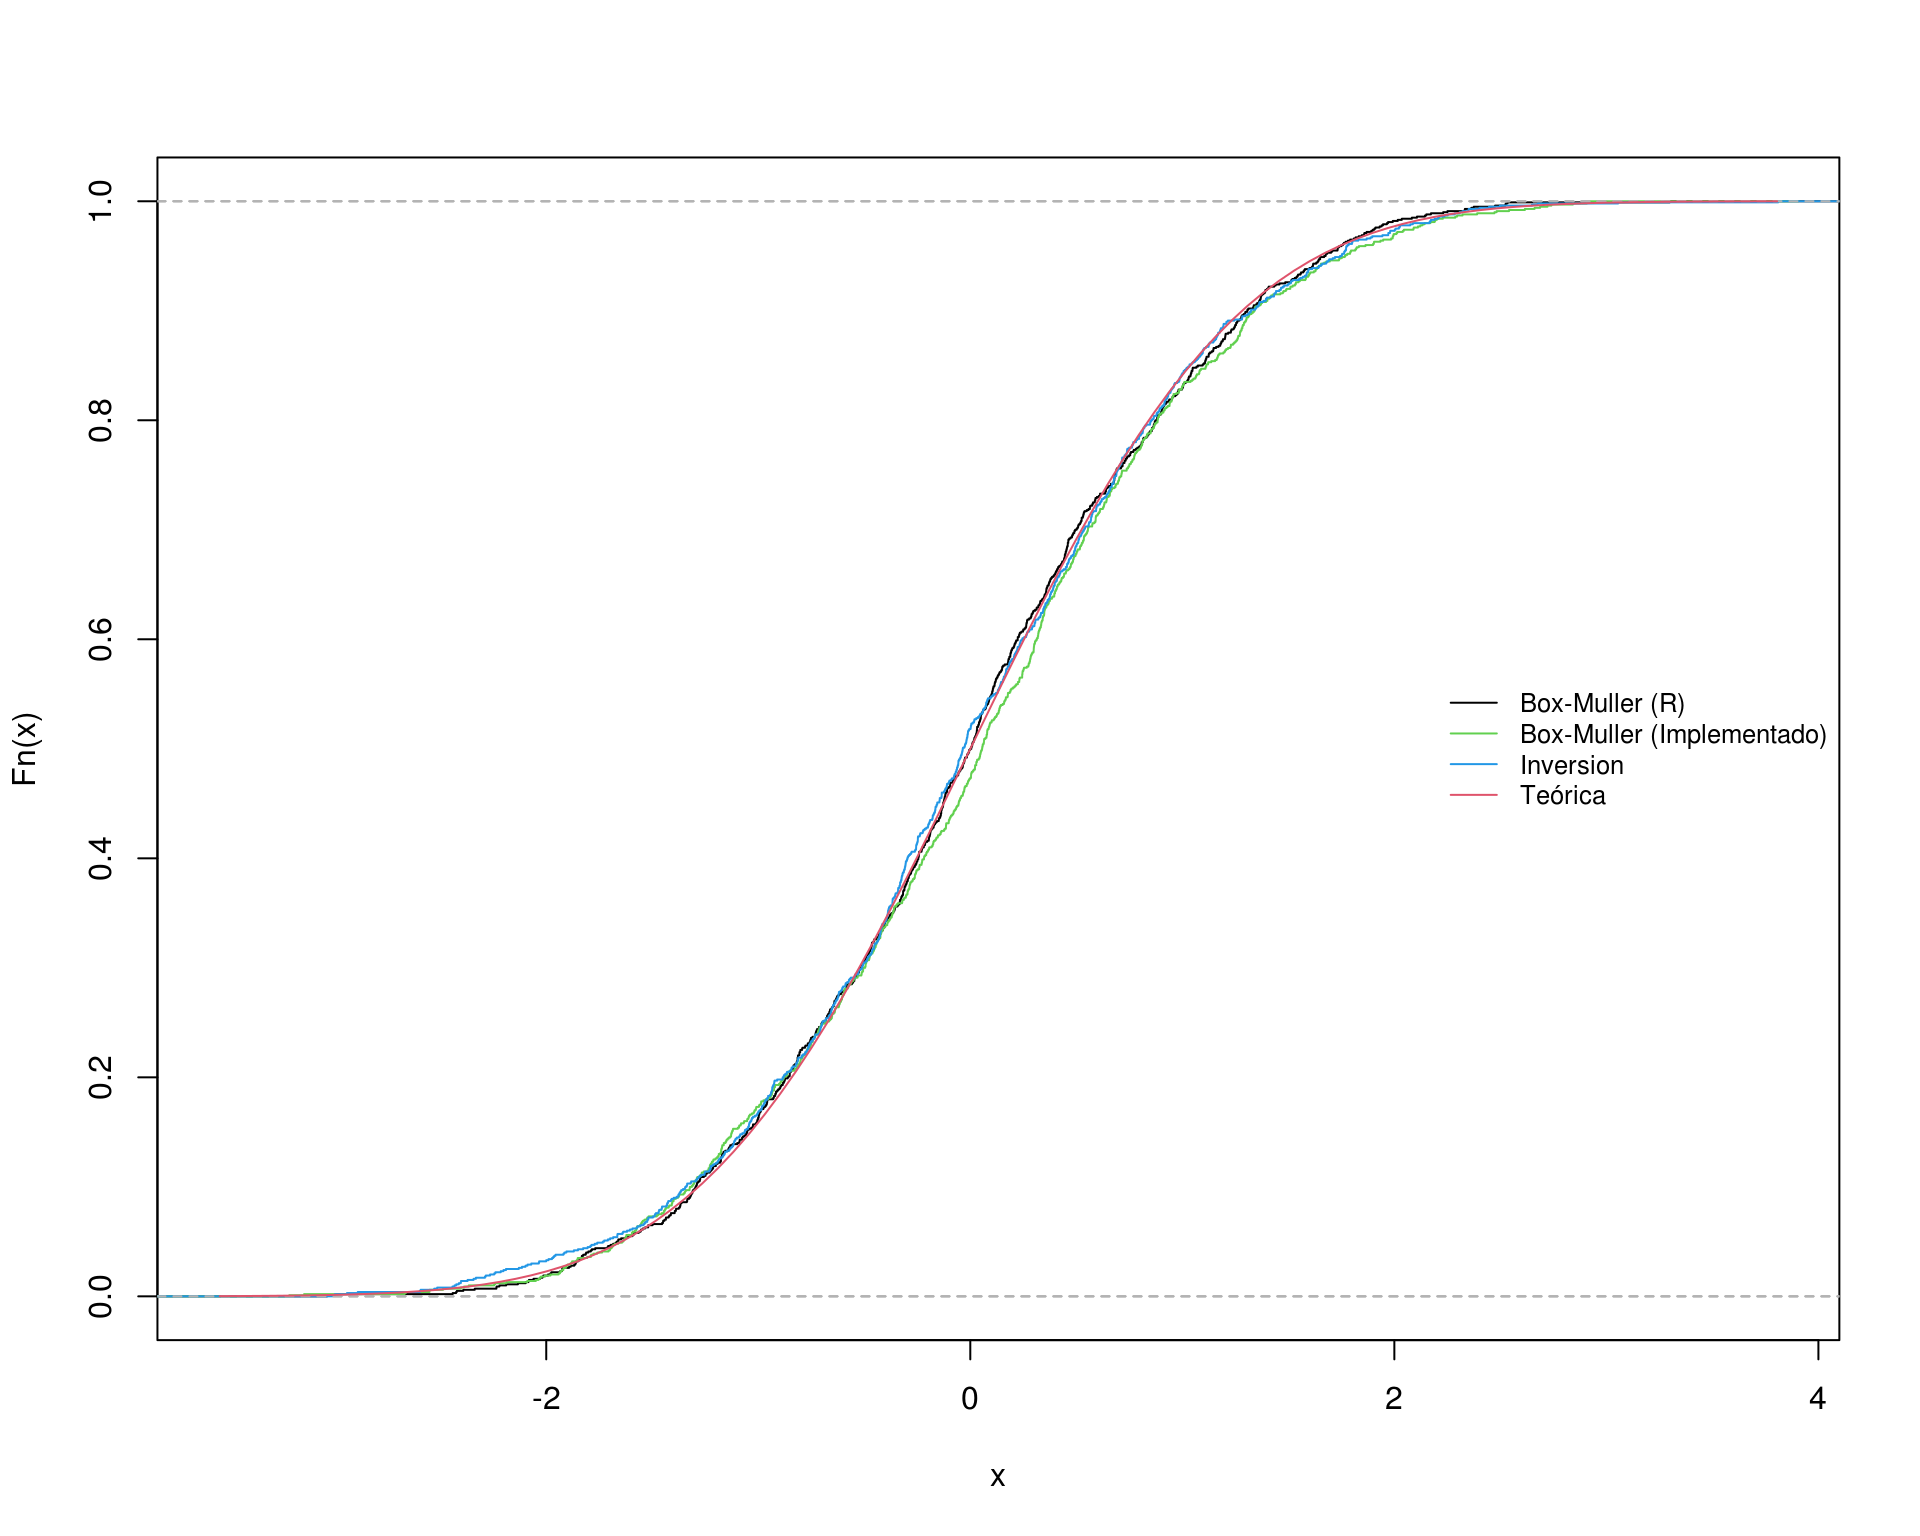 Fn(x)
1.0
0.8
0.6
0.4
0.2
0.0
Box-Muller (R)
Box-Muller (Implementado)
Inversion
Teórica
-2 0 2 4
x